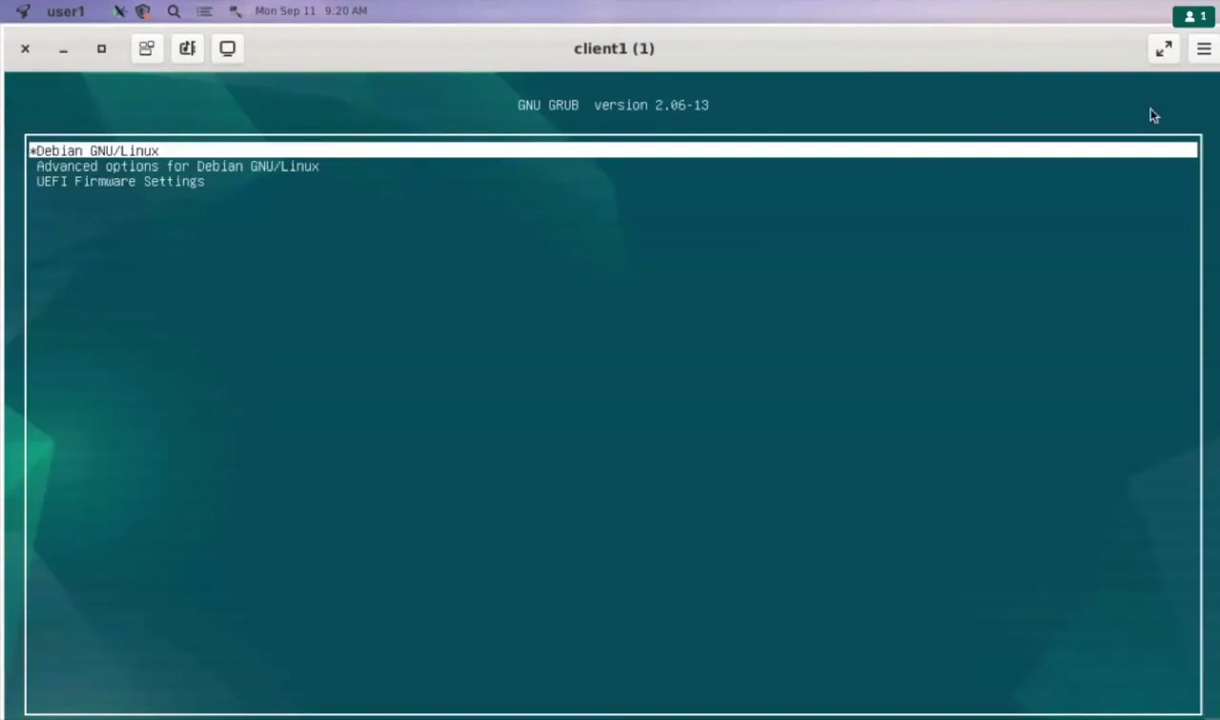 user1 Mon Sep 11 9:20 AM
1
client1 (1)
GNU GRUB version 2.06-13
*Debian GNU/Linux
Advanced options for Debian GNU/Linux
UEFI Firmware Settings